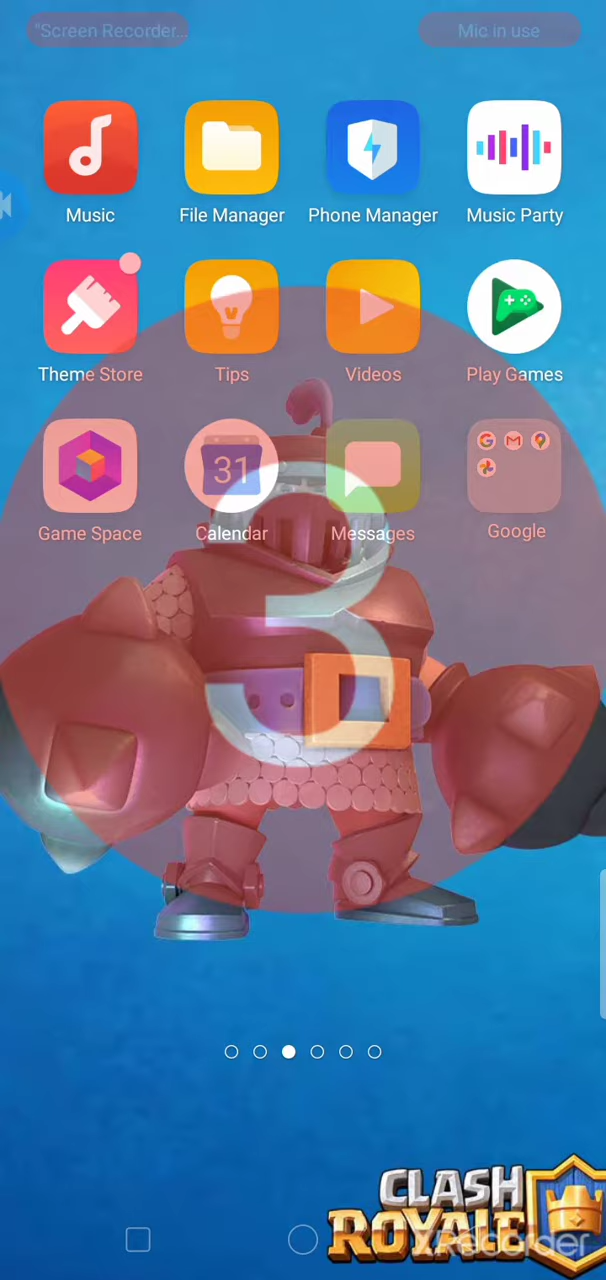 "Screen Recorder... Mic in use
Music File Manager Phone Manager Music Party
Theme Store Tips Videos Play Games
31
Game Space Calendar Messages Google
3
CLASH
ROYALE
XRecorder